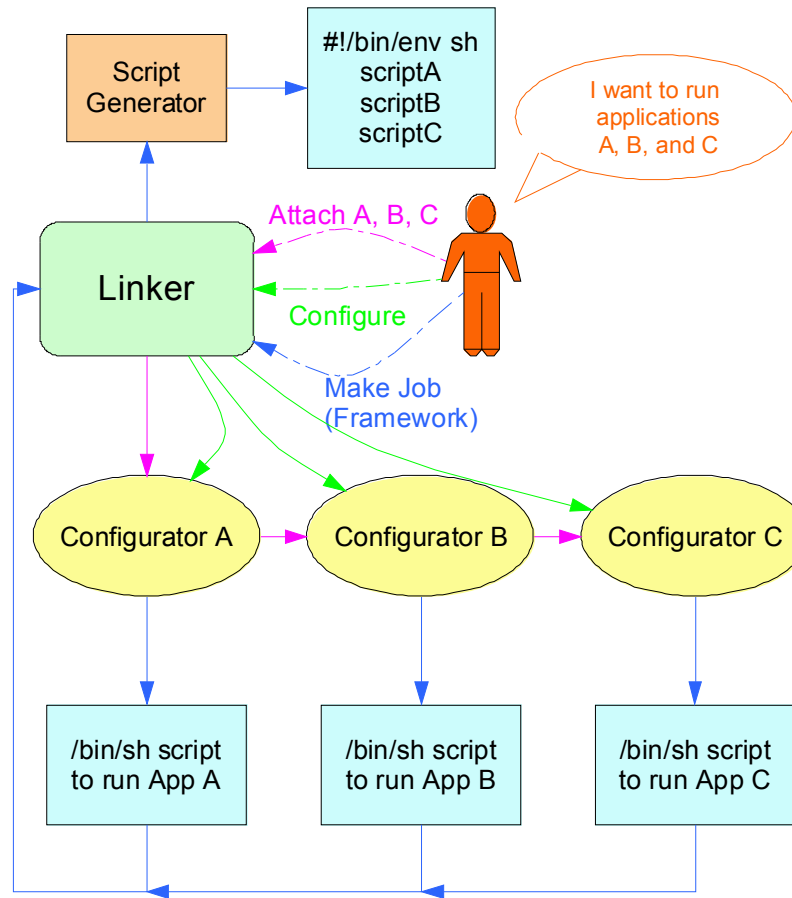 Script
Generator
#!/bin/env sh
scriptA
scriptB
scriptC
I want to run
applications
A, B, and C
Attach A, B, C
Linker
Configure
Make Job
(Framework)
Configurator A
Configurator B
Configurator C
/bin/sh script
to run App A
/bin/sh script
to run App B
/bin/sh script
to run App C